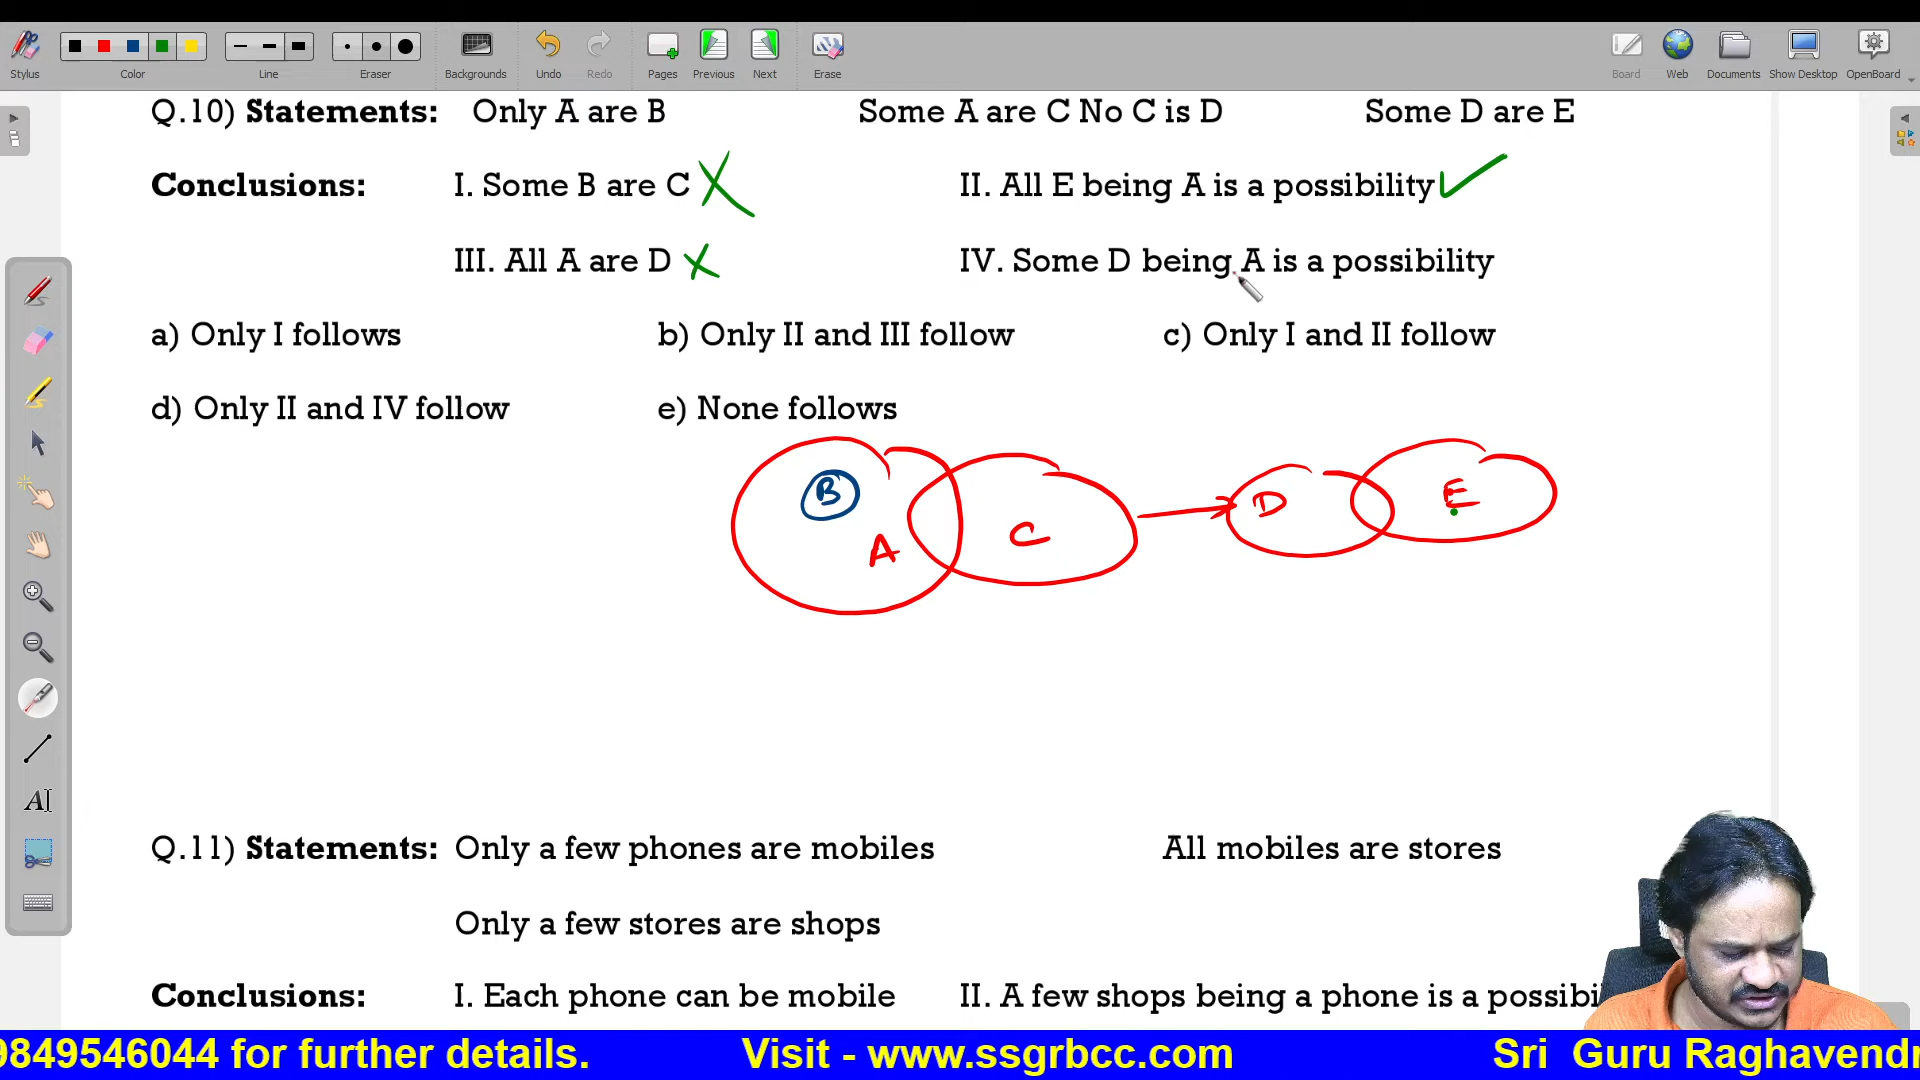 Stylus Color Line Eraser Backgrounds Undo Redo Pages Previous Next Erase Board Web Documents Show Desktop OpenBoard
Q.10) Statements: Only A are B Some A are C No C is D Some D are E
Conclusions: I. Some B are C II. All E being A is a possibility
III. All A are D IV. Some D being A is a possibility
a) Only I follows b) Only II and III follow c) Only I and II follow
d) Only II and IV follow e) None follows
B A C D E
Q.11) Statements: Only a few phones are mobiles All mobiles are stores
Only a few stores are shops
Conclusions: I. Each phone can be mobile II. A few shops being a phone is a possibi
9849546044 for further details. Visit - www.ssgrbcc.com Sri Guru Raghavendr